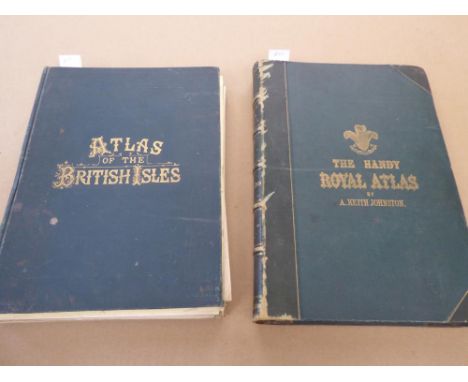 ATLAS
OF THE
BRITISH ISLES
THE HANDY
ROYAL ATLAS
BY
A. KEITH JOHNSTON.